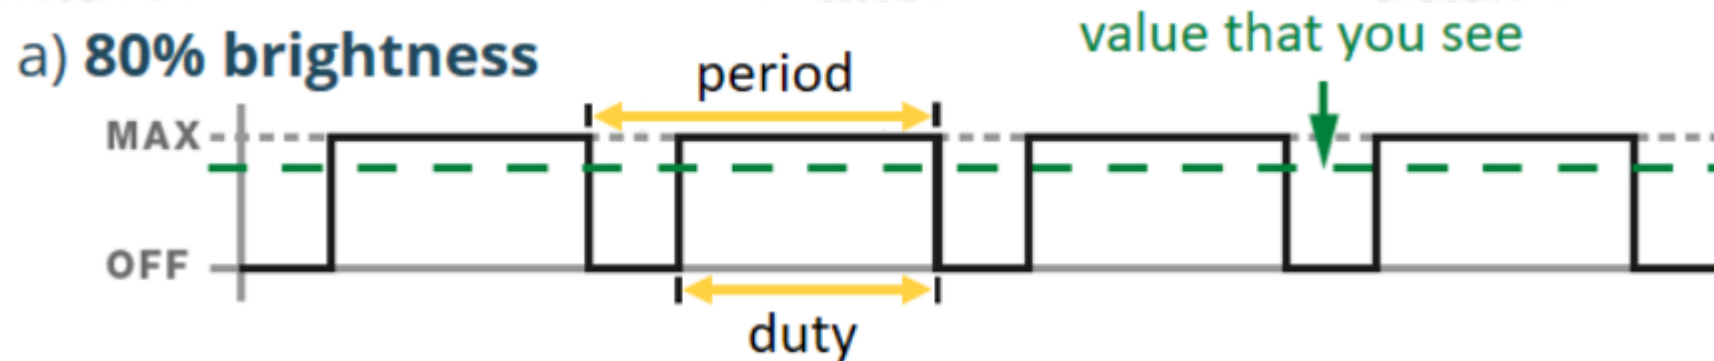 value that you see
a) 80% brightness
period
MAX
OFF
duty